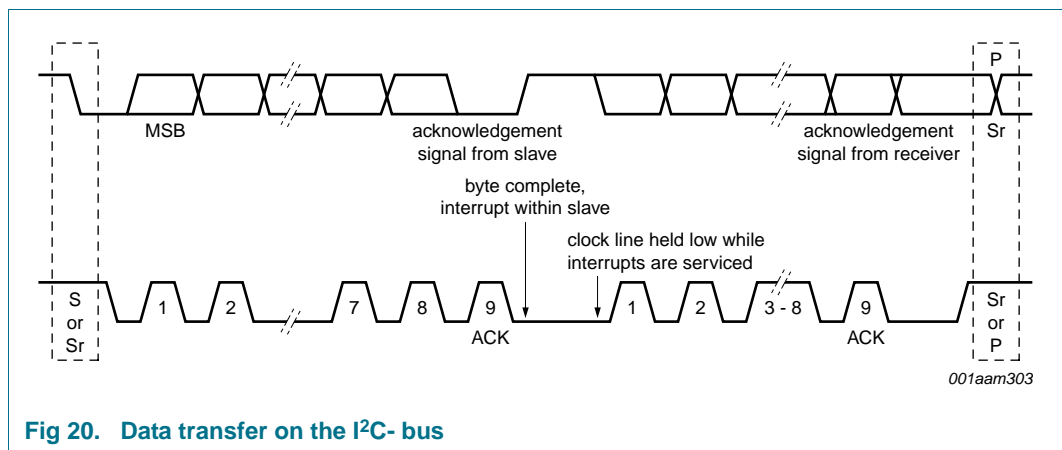 P
MSB
acknowledgement
signal from slave
acknowledgement
signal from receiver
Sr
byte complete,
interrupt within slave
clock line held low while
interrupts are serviced
S
or
Sr
1 2 7 8 9 1 2 3 - 8 9
Sr
or
P
ACK ACK
001aam303
Fig 20. Data transfer on the I²C- bus